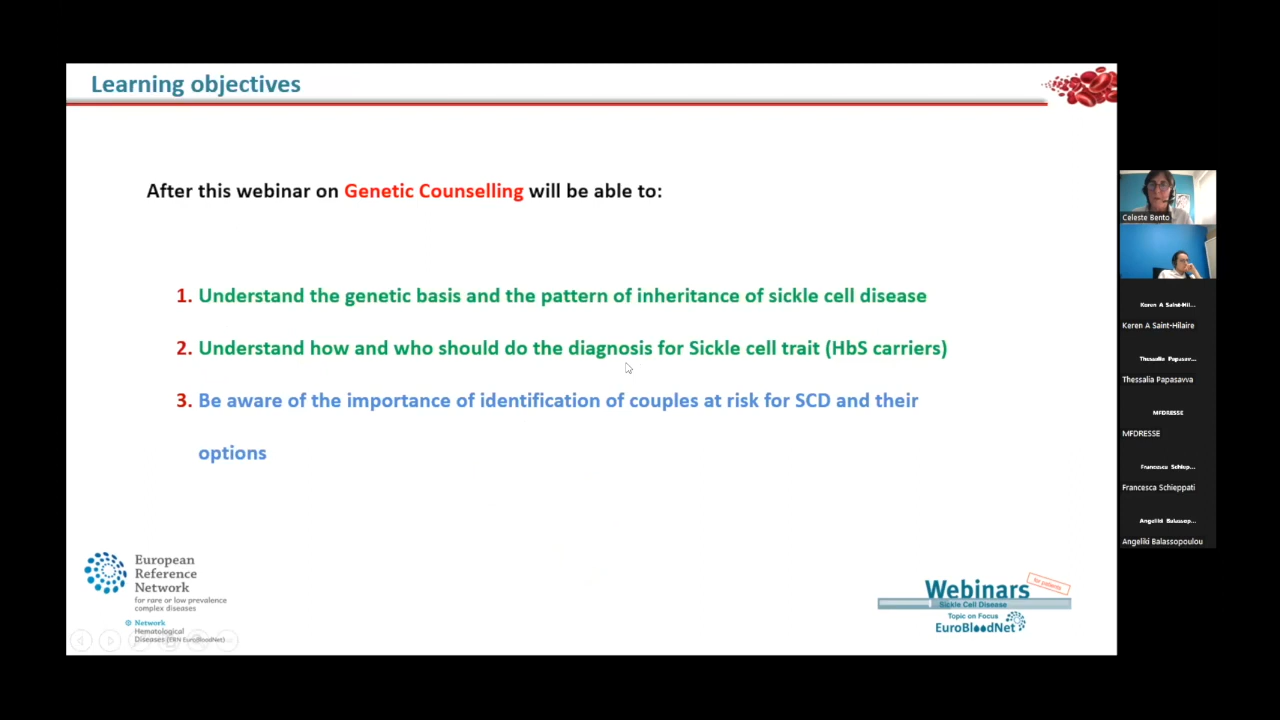 Learning objectives
After this webinar on Genetic Counselling will be able to:
1. Understand the genetic basis and the pattern of inheritance of sickle cell disease
2. Understand how and who should do the diagnosis for Sickle cell trait (HbS carriers)
3. Be aware of the importance of identification of couples at risk for SCD and their
options
European
Reference
Network
for rare or low prevalence
complex diseases
Network
Hematological
Diseases (ERN EuroBloodNet)
Webinars
for patients
Sickle Cell Disease
Topic on Focus
EuroBloodNet
Celeste Bento
Keren A Saint-Hil...
Keren A Saint-Hilaire
Thessalia Papasav...
Thessalia Papasavva
MFDRESSE
MFDRESSE
Francesca Schiep...
Francesca Schieppati
Angeliki Balassop...
Angeliki Balassopoulou